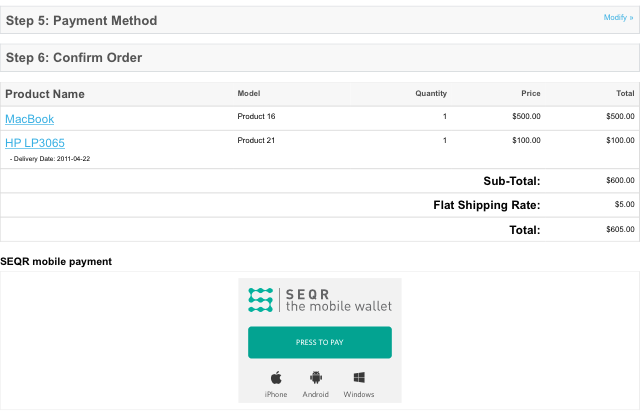 Step 5: Payment Method Modify »
Step 6: Confirm Order
Product Name Model Quantity Price Total
MacBook Product 16 1 $500.00 $500.00
HP LP3065 Product 21 1 $100.00 $100.00
- Delivery Date: 2011-04-22
Sub-Total: $600.00
Flat Shipping Rate: $5.00
Total: $605.00
SEQR mobile payment
SEQR
the mobile wallet
PRESS TO PAY
iPhone Android Windows